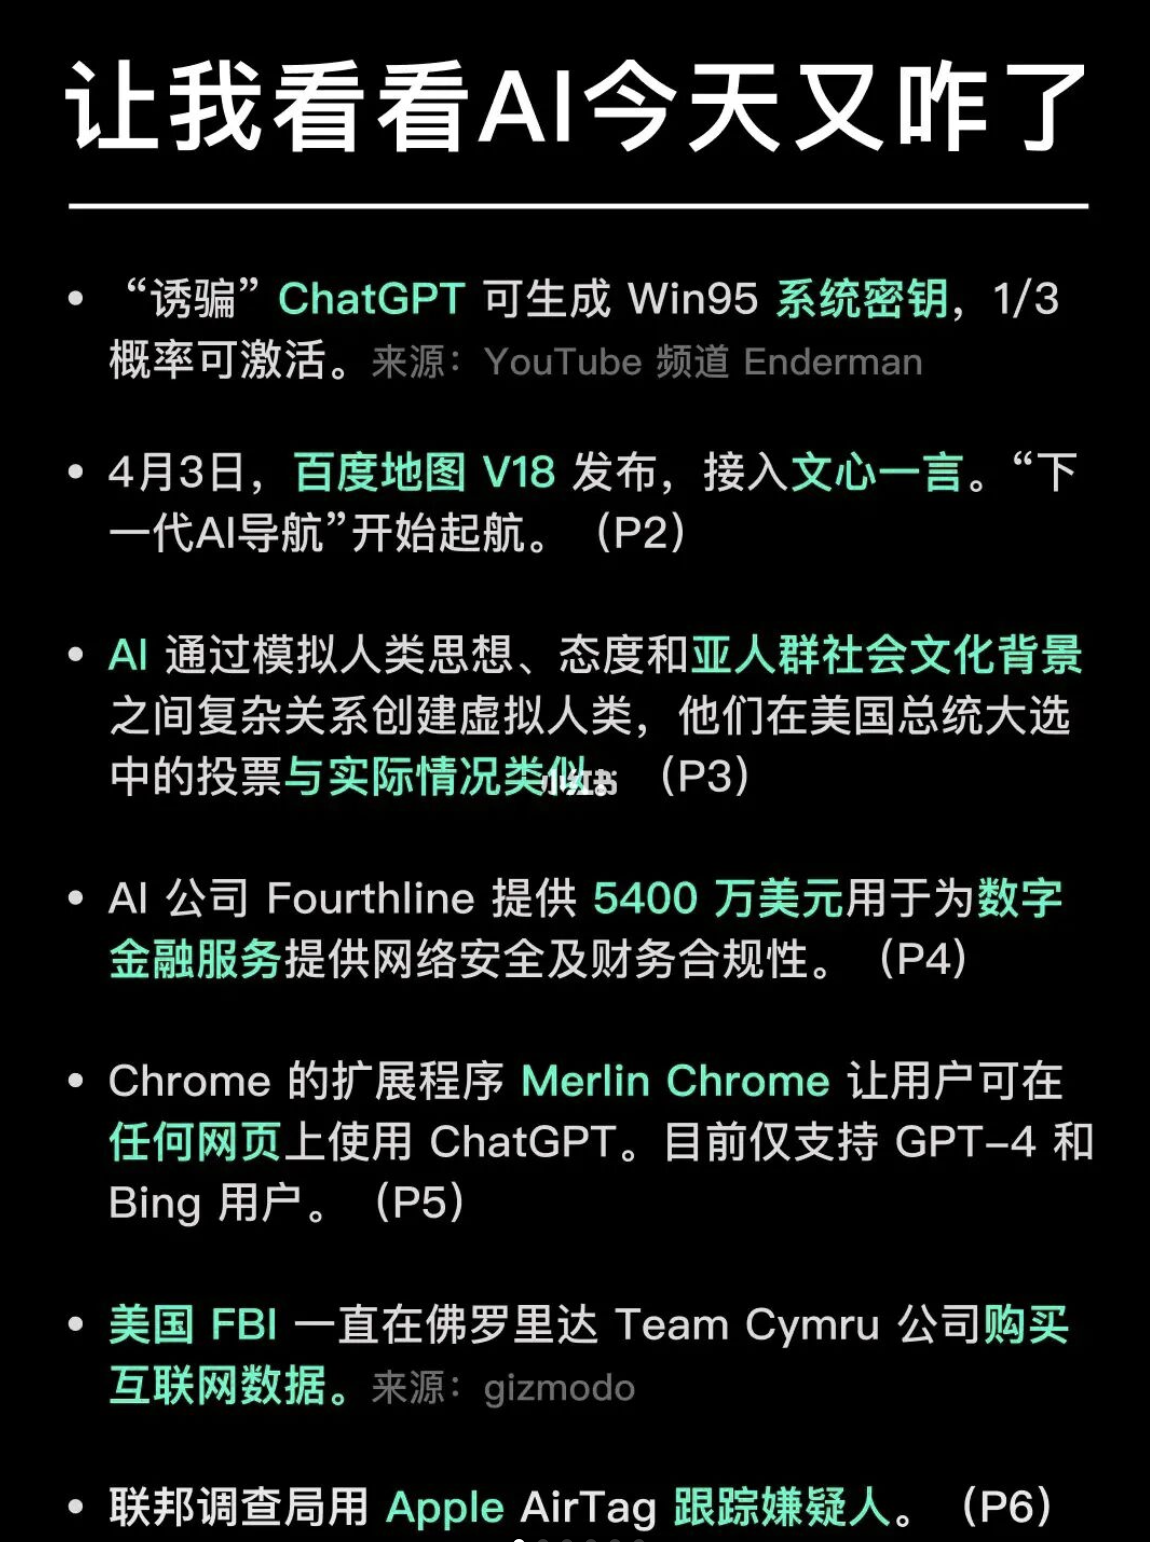 让我看看AI今天又咋了
“诱骗” ChatGPT 可生成 Win95 系统密钥，1/3
概率可激活。来源：YouTube 频道 Enderman
4月3日，百度地图 V18 发布，接入文心一言。“下
一代AI导航”开始起航。（P2）
AI 通过模拟人类思想、态度和亚人群社会文化背景
之间复杂关系创建虚拟人类，他们在美国总统大选
中的投票与实际情况类似。（P3）
小红书
AI 公司 Fourthline 提供 5400 万美元用于为数字
金融服务提供网络安全及财务合规性。（P4）
Chrome 的扩展程序 Merlin Chrome 让用户可在
任何网页上使用 ChatGPT。目前仅支持 GPT-4 和
Bing 用户。（P5）
美国 FBI 一直在佛罗里达 Team Cymru 公司购买
互联网数据。来源：gizmodo
联邦调查局用 Apple AirTag 跟踪嫌疑人。（P6）